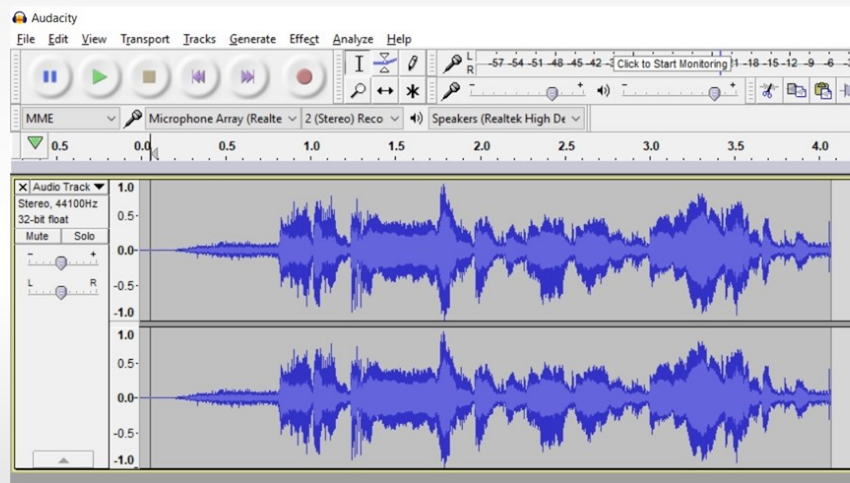 Audacity
File Edit View Transport Tracks Generate Effect Analyze Help
L
R
-57 -54 -51 -48 -45 -42 Click to Start Monitoring -18 -15 -12 -9 -6
MME Microphone Array (Realte 2 (Stereo) Reco Speakers (Realtek High De
0.5 0.0 0.5 1.0 1.5 2.0 2.5 3.0 3.5 4.0
X Audio Track 1.0
Stereo, 44100Hz
32-bit float
0.5
Mute Solo
0.0
- +
L R
-0.5
-1.0
1.0
0.5
0.0
-0.5
-1.0